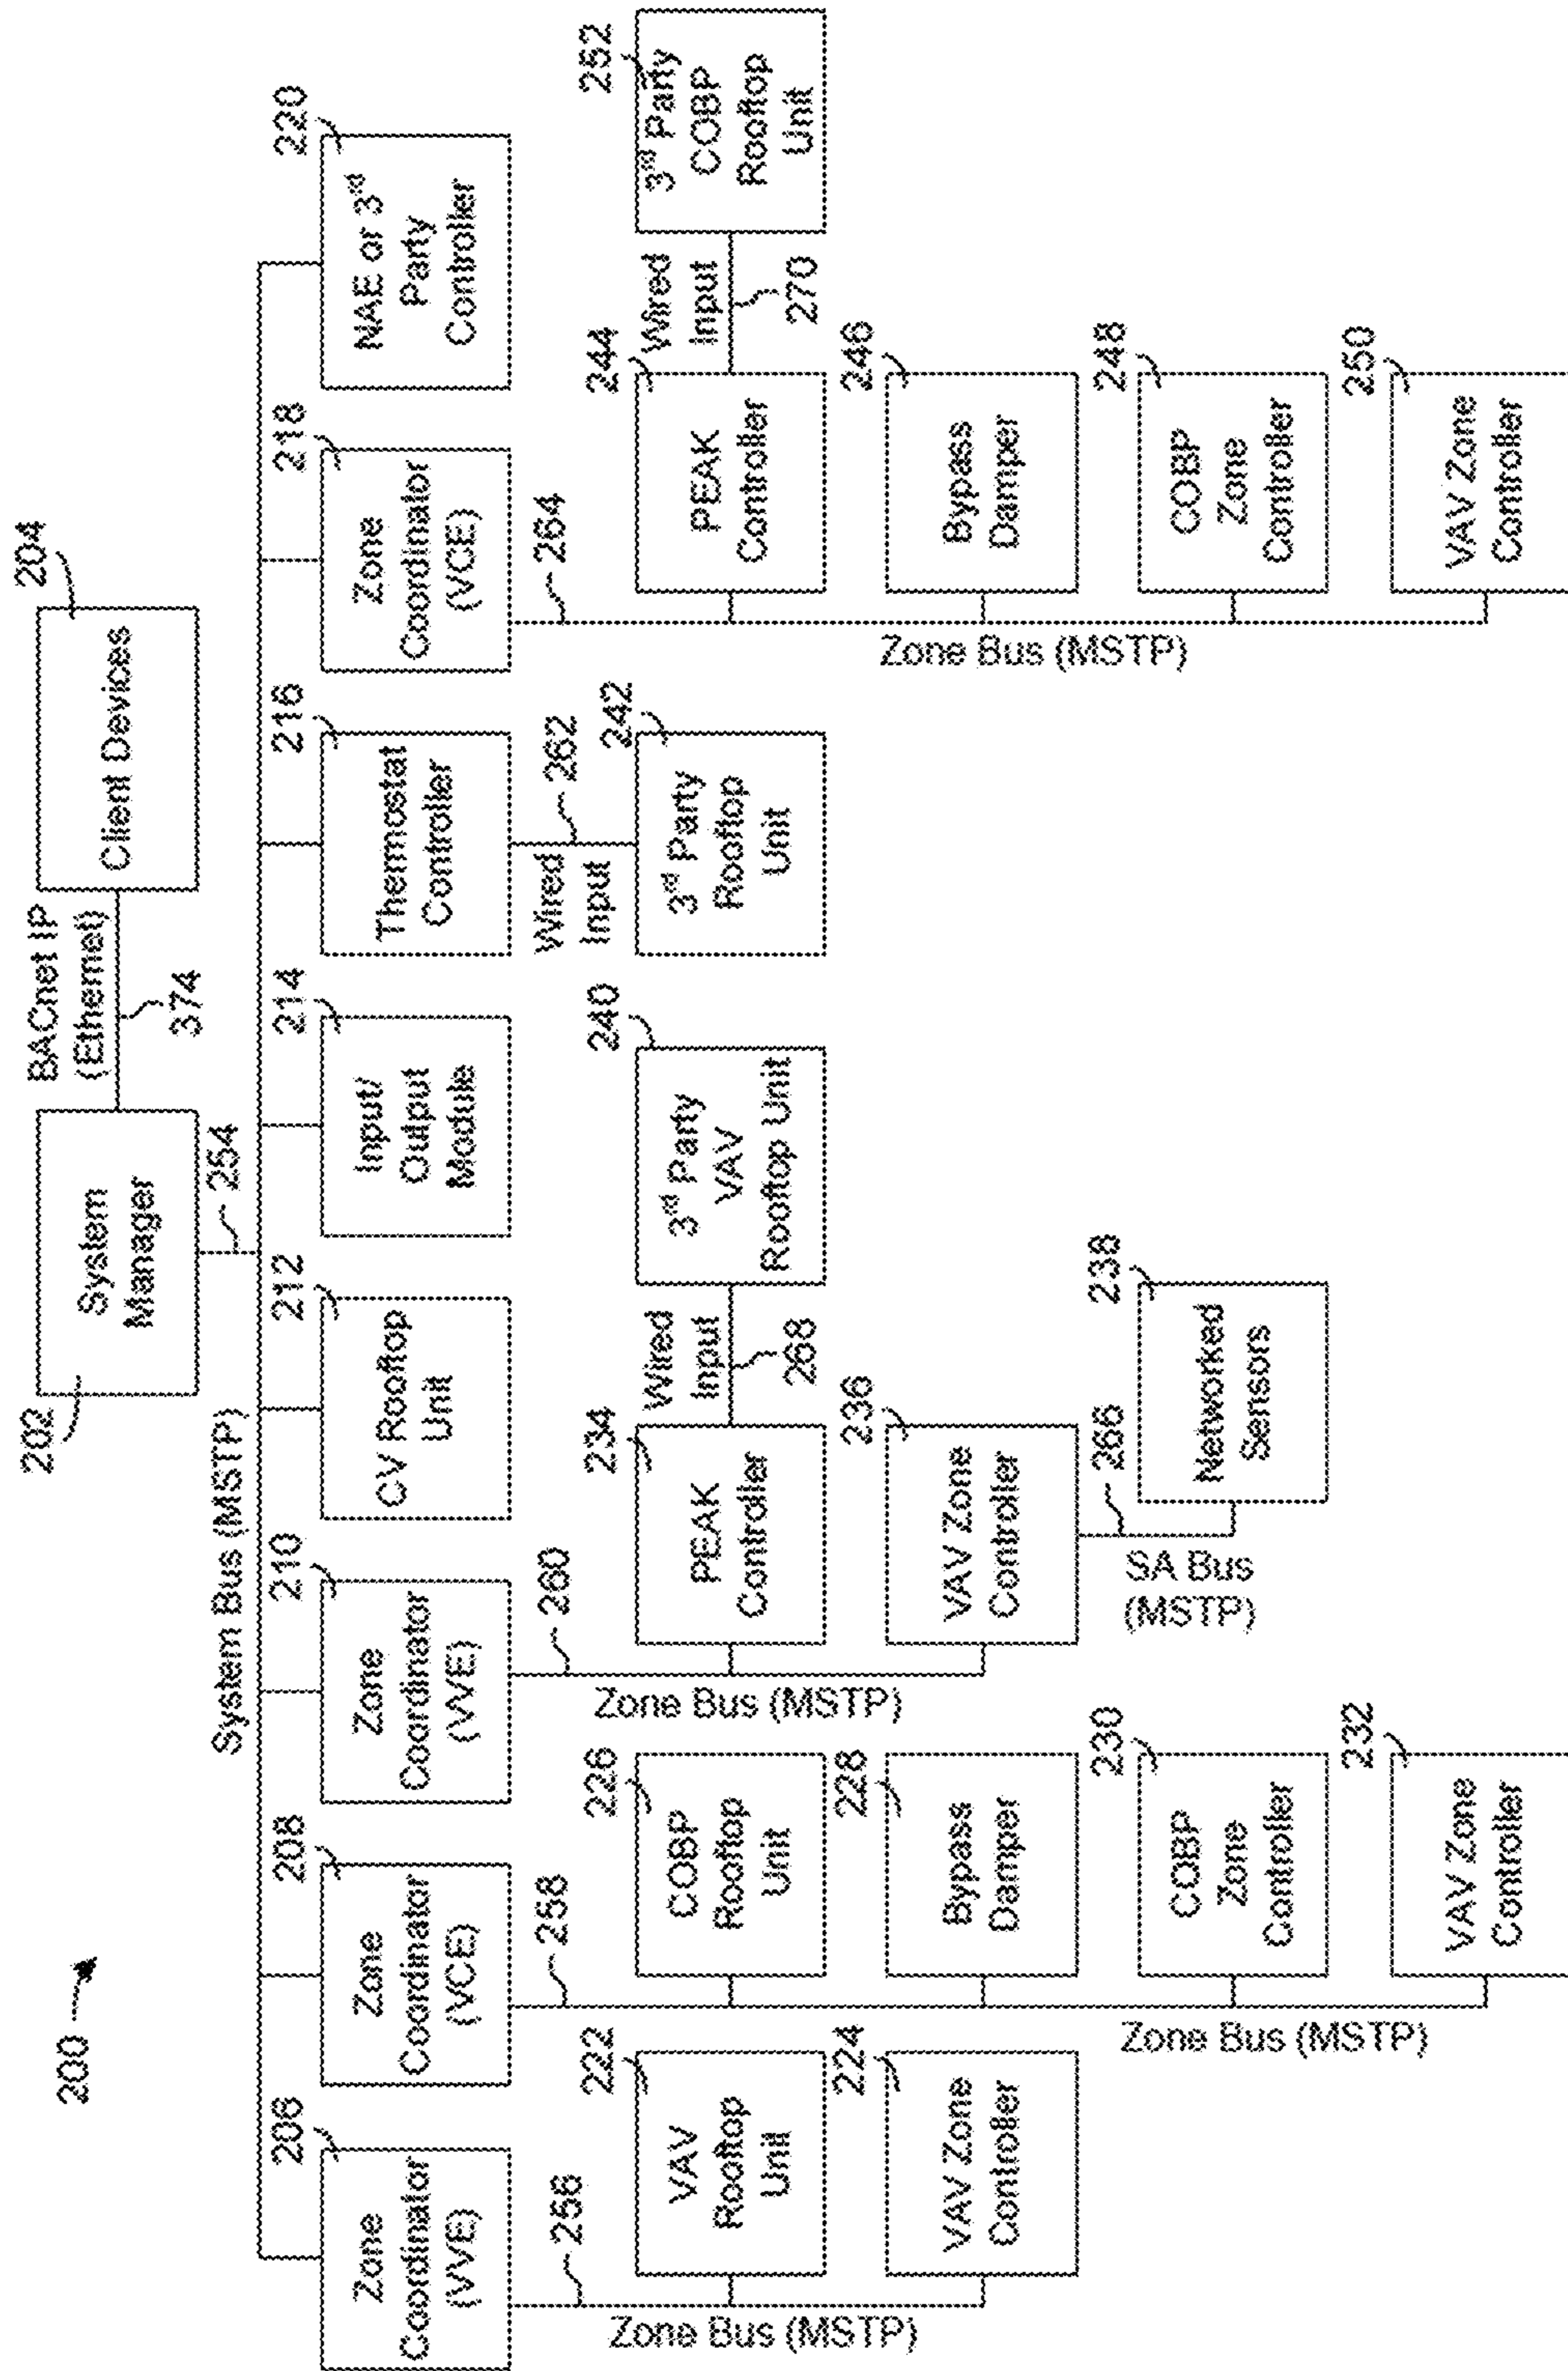 200
202
System
Manager
BACnet IP
(Ethernet)
374
204
Client Devices
254
System Bus (MSTP)
206
Zone
Coordinator
(VVE)
208
Zone
Coordinator
(VCE)
210
Zone
Coordinator
(VVE)
212
CV Rooftop
Unit
214
Input/
Output
Module
216
Thermostat
Controller
218
Zone
Coordinator
(VCE)
220
NAE or 3rd
Party
Controller
256
Zone Bus (MSTP)
222
VAV
Rooftop
Unit
224
VAV Zone
Controller
258
Zone Bus (MSTP)
226
COBP
Rooftop
Unit
228
Bypass
Damper
230
COBP
Zone
Controller
232
VAV Zone
Controller
260
Zone Bus (MSTP)
234
PEAK
Controller
Wired
Input
268
240
3rd Party
VAV
Rooftop Unit
236
VAV Zone
Controller
266
SA Bus
(MSTP)
238
Networked
Sensors
Wired
Input
262
242
3rd Party
Rooftop
Unit
264
Zone Bus (MSTP)
244
PEAK
Controller
Wired
Input
270
252
3rd Party
COBP
Rooftop
Unit
246
Bypass
Damper
248
COBP
Zone
Controller
250
VAV Zone
Controller